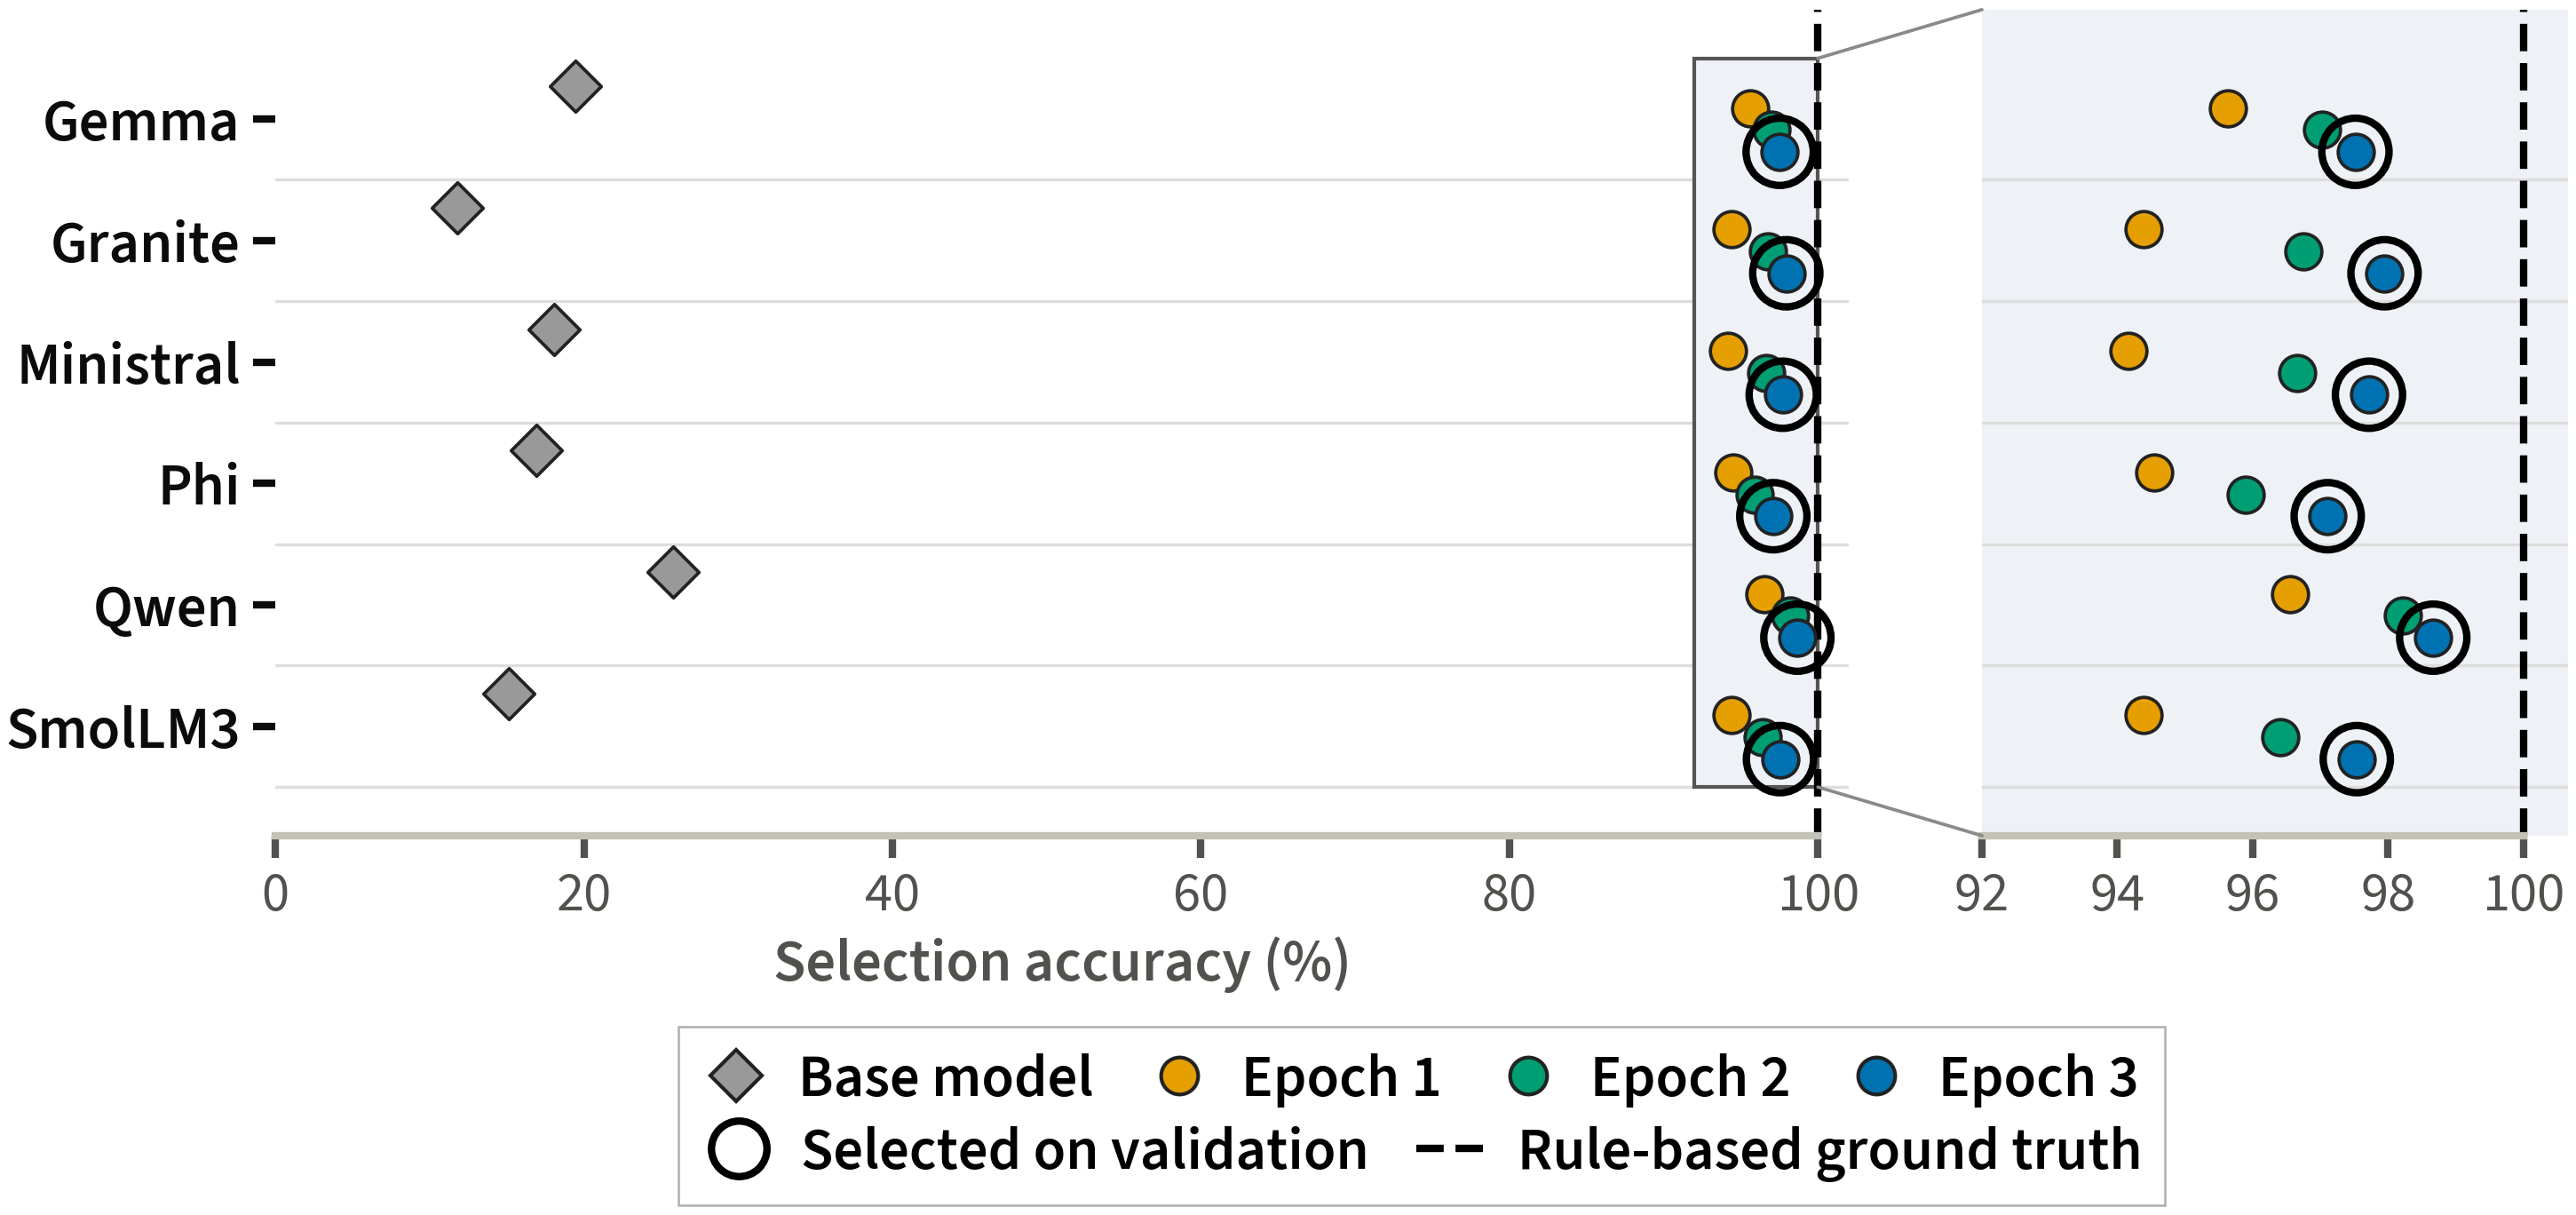 Gemma
Granite
Ministral
Phi
Qwen
SmolLM3
0 20 40 60 80 100 92 94 96 98 100
Selection accuracy (%)
Base model Epoch 1 Epoch 2 Epoch 3
Selected on validation Rule-based ground truth